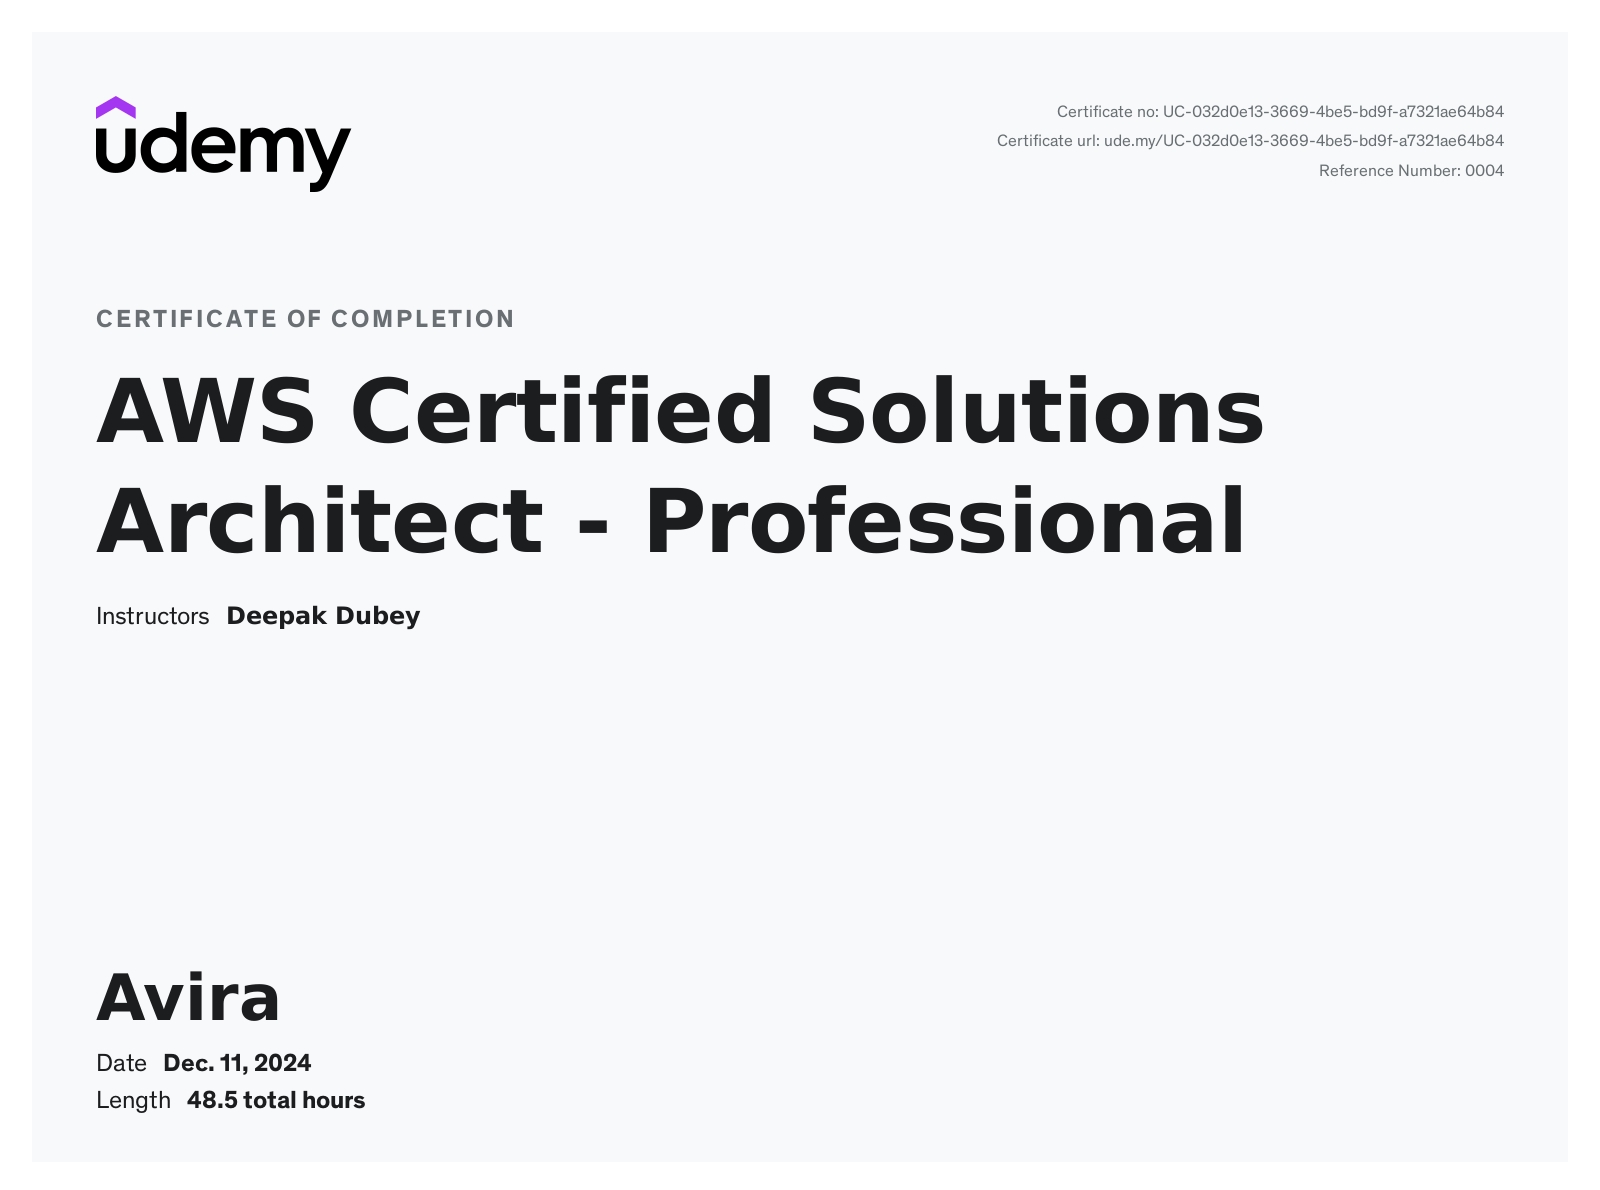 udemy
Certificate no: UC-032d0e13-3669-4be5-bd9f-a7321ae64b84
Certificate url: ude.my/UC-032d0e13-3669-4be5-bd9f-a7321ae64b84
Reference Number: 0004
CERTIFICATE OF COMPLETION
AWS Certified Solutions
Architect - Professional
Instructors Deepak Dubey
Avira
Date Dec. 11, 2024
Length 48.5 total hours